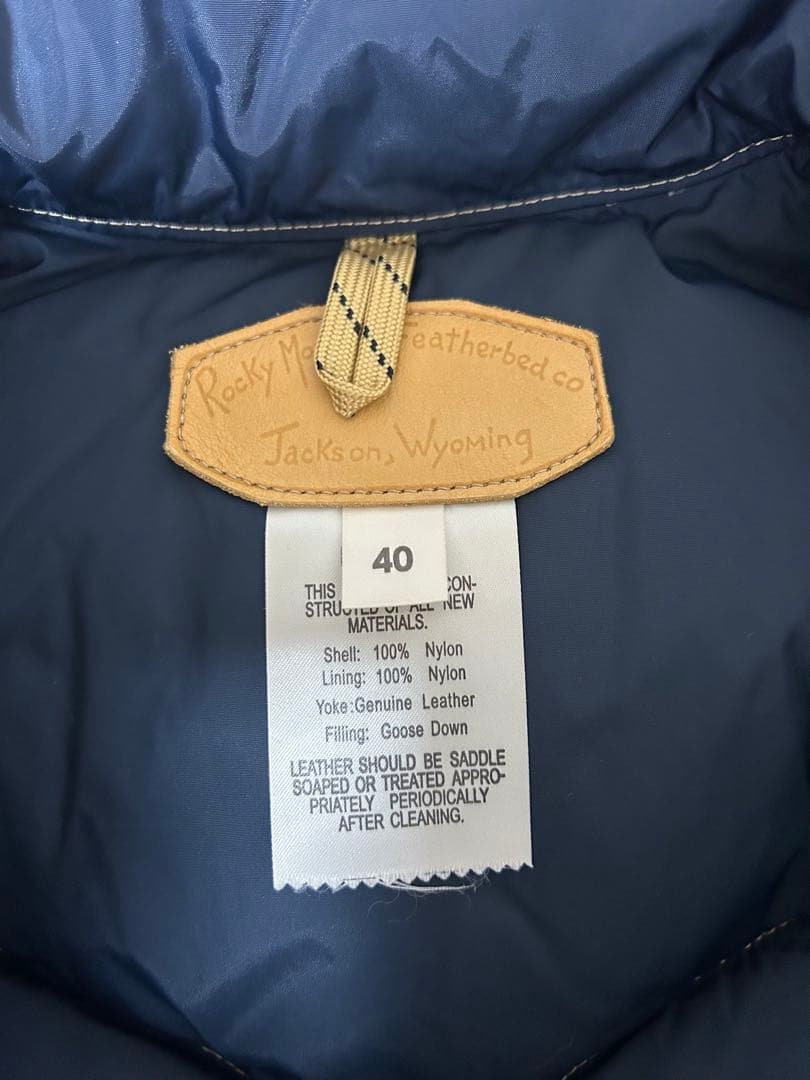 Rocky Featherbed co
Jackson, Wyoming
40
THIS CON-
STRUCTED OF ALL NEW
MATERIALS.
Shell: 100% Nylon
Lining: 100% Nylon
Yoke:Genuine Leather
Filling: Goose Down
LEATHER SHOULD BE SADDLE
SOAPED OR TREATED APPRO-
PRIATELY PERIODICALLY
AFTER CLEANING.